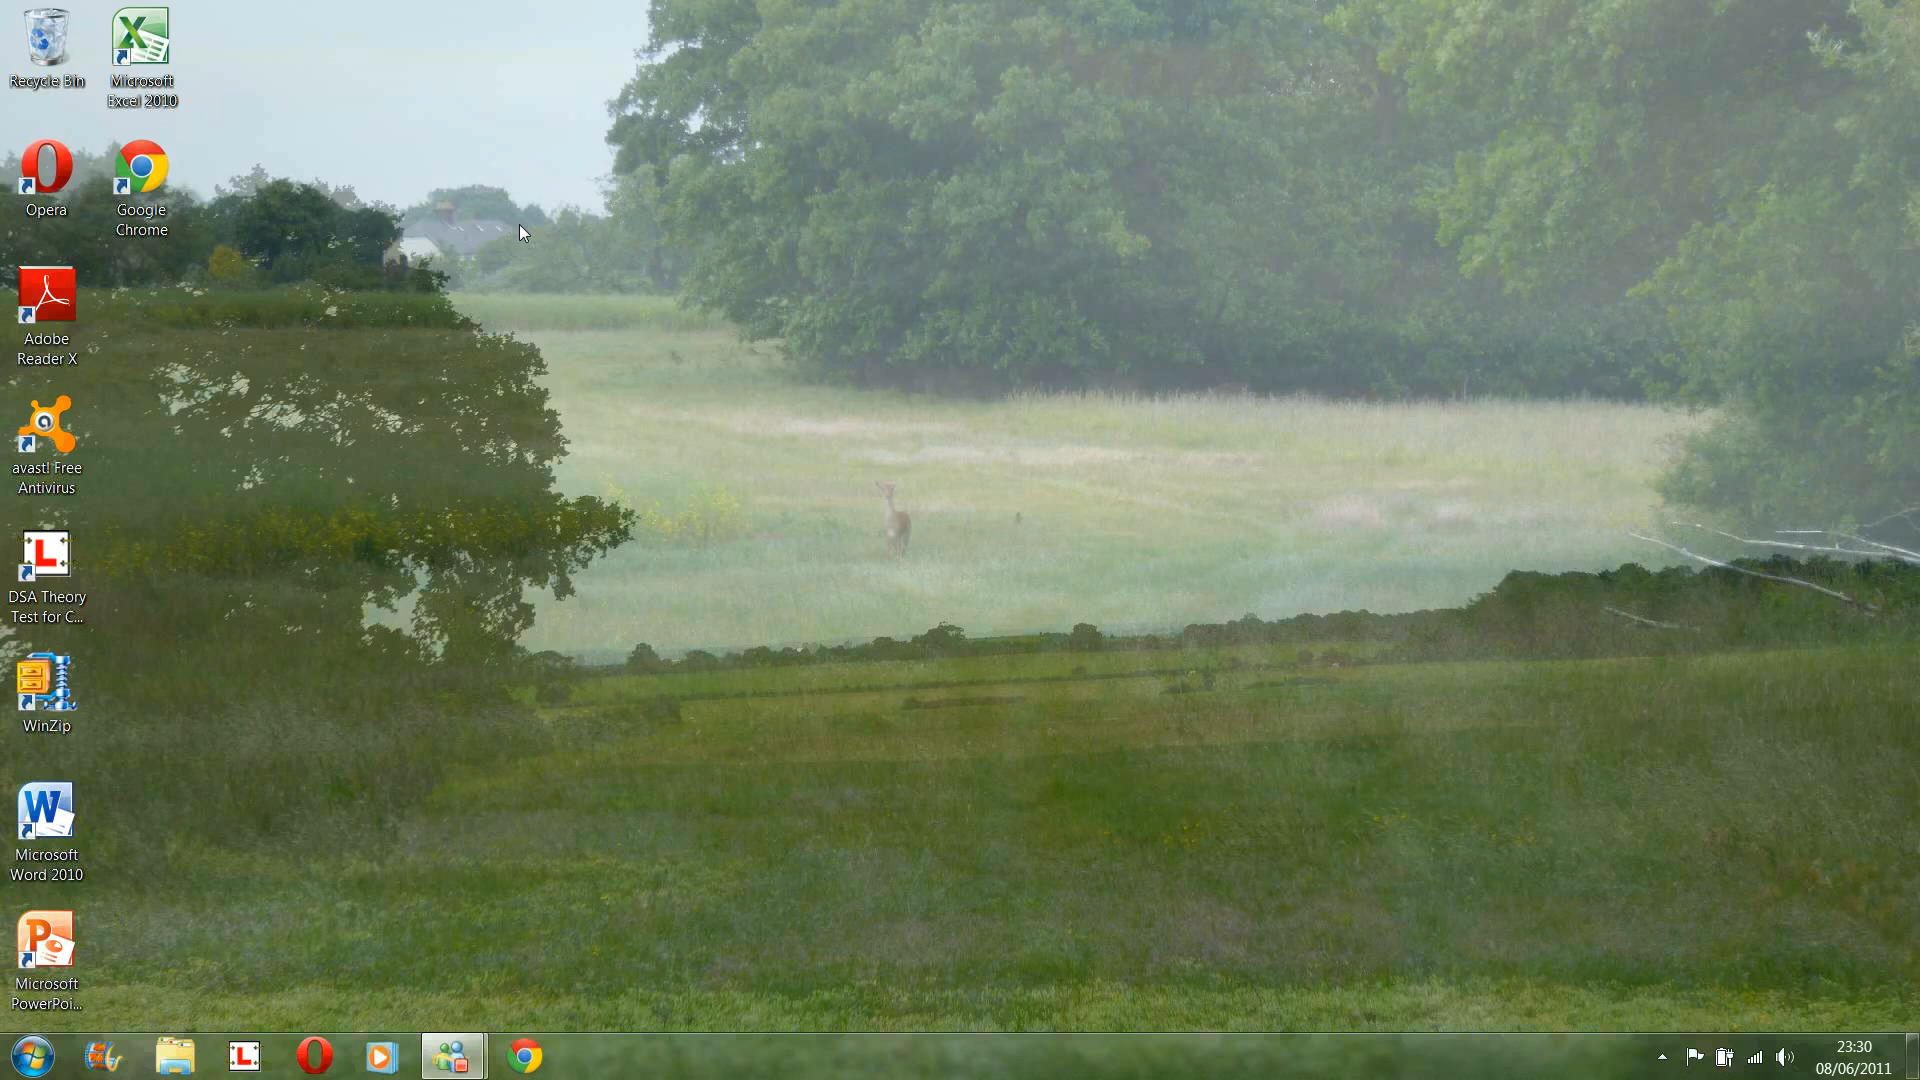 Recycle Bin
Microsoft
Excel 2010
Opera
Google
Chrome
Adobe
Reader X
avast! Free
Antivirus
L
DSA Theory
Test for C...
WinZip
W
Microsoft
Word 2010
P
Microsoft
PowerPoi...
L
23:30
08/06/2011